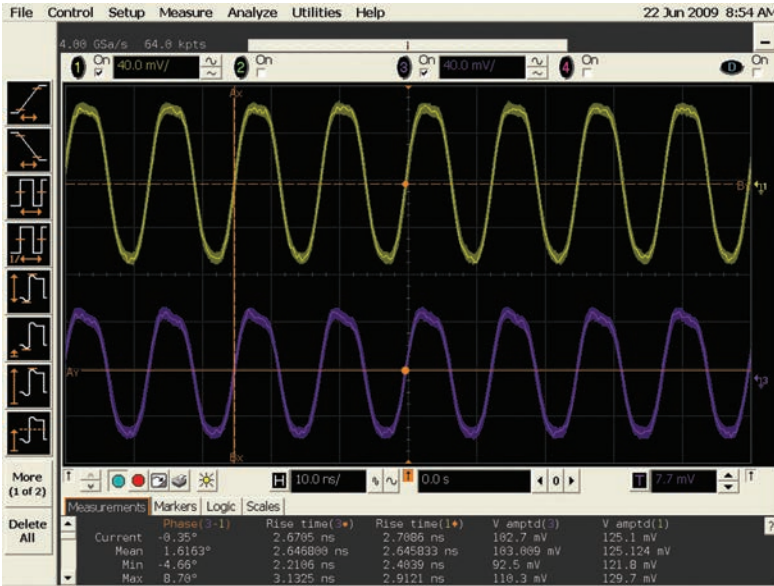 File Control Setup Measure Analyze Utilities Help 22 Jun 2009 8:54 AM
4.00 GSa/s 64.0 kpts
1 On 40.0 mV/ 2 On 3 On 40.0 mV/ 4 On D On
Ax
Ay
Bx
More
(1 of 2)
Delete
All
H 10.0 ns/ 0.0 s 0 T 7.7 mV
Measurements Markers Logic Scales
Phase(3-1) Rise time(3) Rise time(1) V amptd(3) V amptd(1)
Current -0.35° 2.6705 ns 2.7086 ns 102.7 mV 125.1 mV
Mean 1.6163° 2.646800 ns 2.645833 ns 103.009 mV 125.124 mV
Min -4.66° 2.2106 ns 2.4039 ns 92.5 mV 121.8 mV
Max 8.70° 3.1325 ns 2.9121 ns 110.3 mV 129.7 mV
?